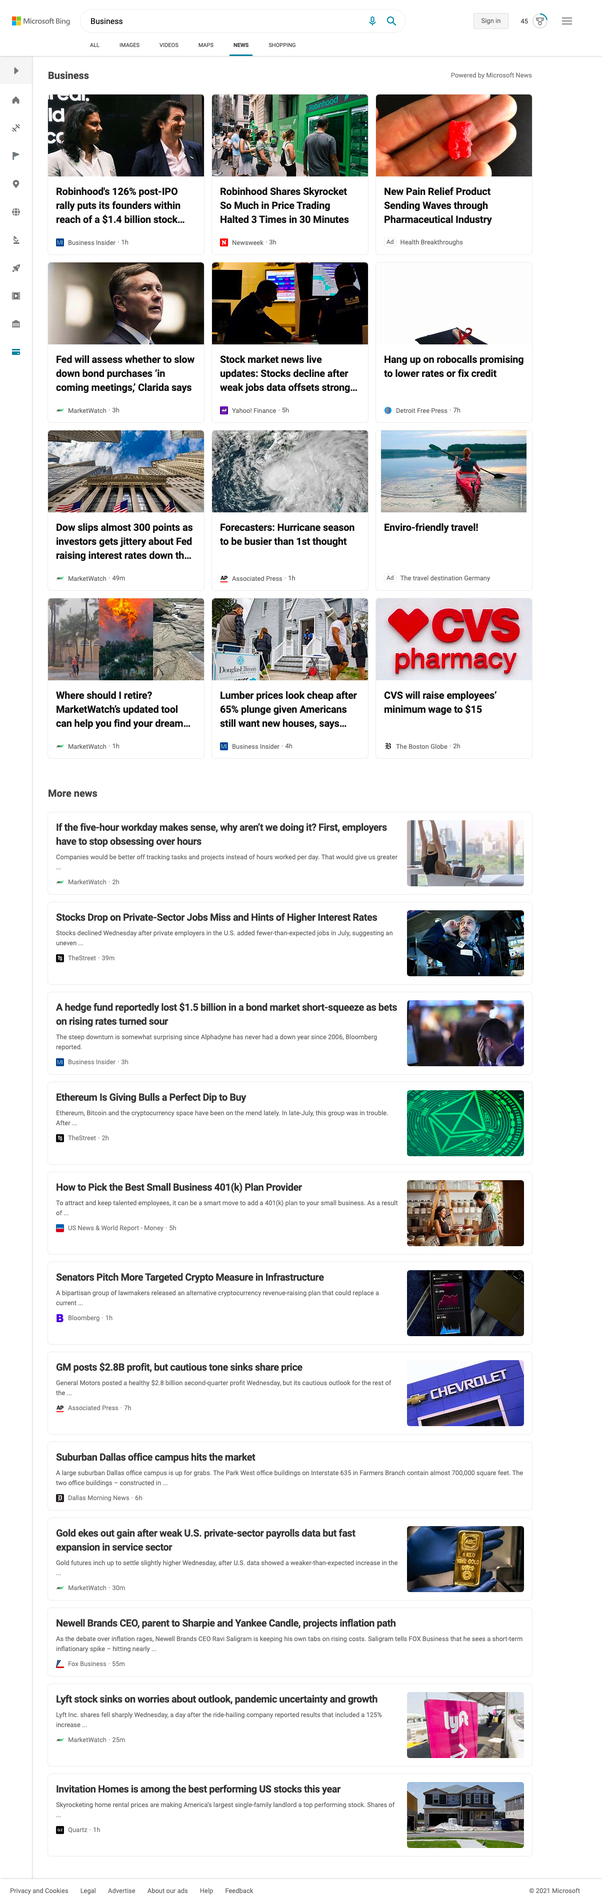 Microsoft Bing
Business
Sign in
45
ALL
IMAGES
VIDEOS
MAPS
NEWS
SHOPPING
Business
Powered by Microsoft News
Robinhood's 126% post-IPO
rally puts its founders within
reach of a $1.4 billion stock...
Business Insider · 1h
Robinhood
Robinhood Shares Skyrocket
So Much in Price Trading
Halted 3 Times in 30 Minutes
Newsweek · 3h
New Pain Relief Product
Sending Waves through
Pharmaceutical Industry
Ad Health Breakthroughs
Fed will assess whether to slow
down bond purchases ‘in
coming meetings,’ Clarida says
MarketWatch · 3h
Stock market news live
updates: Stocks decline after
weak jobs data offsets strong...
Yahoo! Finance · 5h
Hang up on robocalls promising
to lower rates or fix credit
Detroit Free Press · 7h
Dow slips almost 300 points as
investors gets jittery about Fed
raising interest rates down th...
MarketWatch · 49m
Forecasters: Hurricane season
to be busier than 1st thought
AP Associated Press · 1h
Enviro-friendly travel!
Ad The travel destination Germany
Where should I retire?
MarketWatch’s updated tool
can help you find your dream...
MarketWatch · 1h
Douglas Elliman
Lumber prices look cheap after
65% plunge given Americans
still want new houses, says...
Business Insider · 4h
CVS
pharmacy
CVS will raise employees’
minimum wage to $15
B The Boston Globe · 2h
More news
If the five-hour workday makes sense, why aren’t we doing it? First, employers
have to stop obsessing over hours
Companies would be better off tracking tasks and projects instead of hours worked per day. That would give us greater
...
MarketWatch · 2h
Stocks Drop on Private-Sector Jobs Miss and Hints of Higher Interest Rates
Stocks declined Wednesday after private employers in the U.S. added fewer-than-expected jobs in July, suggesting an
uneven ...
TheStreet · 39m
A hedge fund reportedly lost $1.5 billion in a bond market short-squeeze as bets
on rising rates turned sour
The steep downturn is somewhat surprising since Alphadyne has never had a down year since 2006, Bloomberg
reported.
Business Insider · 3h
Ethereum Is Giving Bulls a Perfect Dip to Buy
Ethereum, Bitcoin and the cryptocurrency space have been on the mend lately. In late-July, this group was in trouble.
After ...
TheStreet · 2h
How to Pick the Best Small Business 401(k) Plan Provider
To attract and keep talented employees, it can be a smart move to add a 401(k) plan to your small business. As a result
of ...
US News & World Report - Money · 5h
Senators Pitch More Targeted Crypto Measure in Infrastructure
A bipartisan group of lawmakers released an alternative cryptocurrency revenue-raising plan that could replace a
current ...
B Bloomberg · 1h
GM posts $2.8B profit, but cautious tone sinks share price
General Motors posted a healthy $2.8 billion second-quarter profit Wednesday, but its cautious outlook for the rest of
the ...
AP Associated Press · 7h
CHEVROLET
Suburban Dallas office campus hits the market
A large suburban Dallas office campus is up for grabs. The Park West office buildings on Interstate 635 in Farmers Branch contain almost 700,000 square feet. The
two office buildings – constructed in ...
D Dallas Morning News · 6h
Gold ekes out gain after weak U.S. private-sector payrolls data but fast
expansion in service sector
Gold futures inch up to settle slightly higher Wednesday, after U.S. data showed a weaker-than-expected increase in the
...
MarketWatch · 30m
Newell Brands CEO, parent to Sharpie and Yankee Candle, projects inflation path
As the debate over inflation rages, Newell Brands CEO Ravi Saligram is keeping his own tabs on rising costs. Saligram tells FOX Business that he sees a short-term
inflationary spike – hitting nearly ...
Fox Business · 55m
Lyft stock sinks on worries about outlook, pandemic uncertainty and growth
Lyft Inc. shares fell sharply Wednesday, a day after the ride-hailing company reported results that included a 125%
increase ...
MarketWatch · 25m
lyft
Invitation Homes is among the best performing US stocks this year
Skyrocketing home rental prices are making America’s largest single-family landlord a top performing stock. Shares of
...
Quartz · 1h
Privacy and Cookies
Legal
Advertise
About our ads
Help
Feedback
© 2021 Microsoft